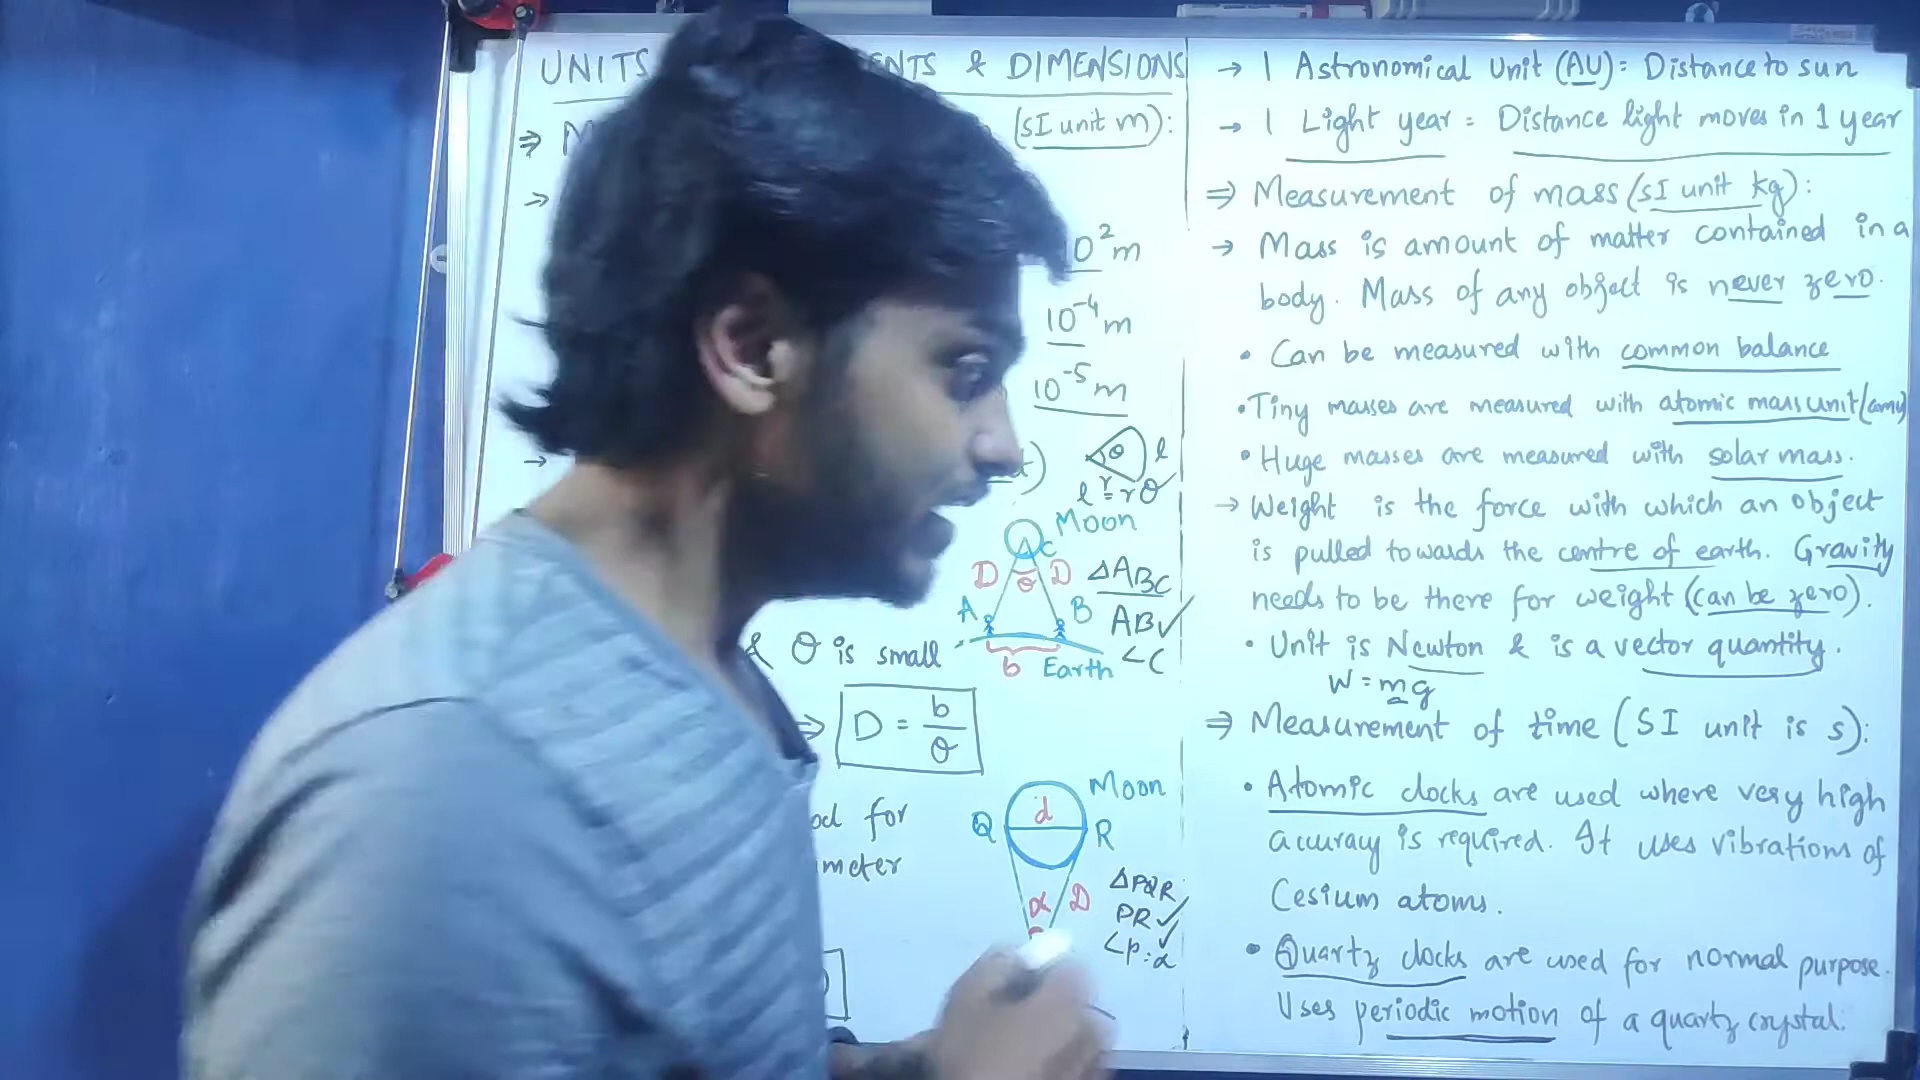 UNITS ENTS & DIMENSIONS
⇒ M (SI unit m):
→
10² m
10⁻⁴ m
10⁻⁵ m
→
θ l
r
l = rθ
Moon
C
D θ D ΔABC
A B AB✓
b Earth ∠C
& θ is small
⇒ D = b/θ
Moon
d
Q R
for
meter
α D
ΔPQR
PR✓
∠P:α ✓
→ 1 Astronomical Unit (AU) = Distance to sun
→ 1 Light year = Distance light moves in 1 year
⇒ Measurement of mass (SI unit kg):
→ Mass is amount of matter contained in a
body. Mass of any object is never zero.
• Can be measured with common balance
• Tiny masses are measured with atomic mass unit (amu)
• Huge masses are measured with solar mass.
→ Weight is the force with which an object
is pulled towards the centre of earth. Gravity
needs to be there for weight (can be zero).
• Unit is Newton & is a vector quantity.
W = mg
⇒ Measurement of time (SI unit is s):
• Atomic clocks are used where very high
accuracy is required. It uses vibrations of
Cesium atoms.
• Quartz clocks are used for normal purpose.
Uses periodic motion of a quartz crystal.